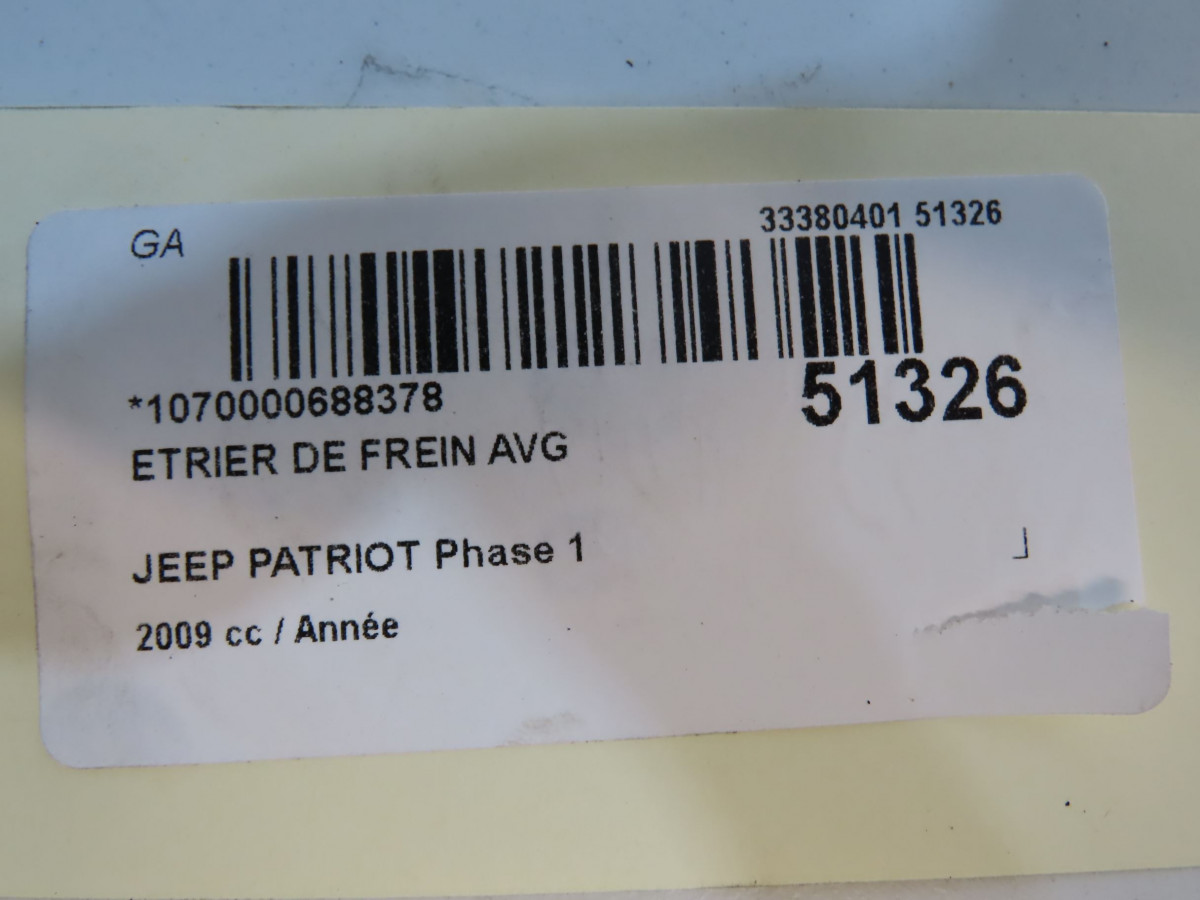 GA
33380401 51326
*1070000688378
51326
ETRIER DE FREIN AVG
JEEP PATRIOT Phase 1
2009 cc / Année